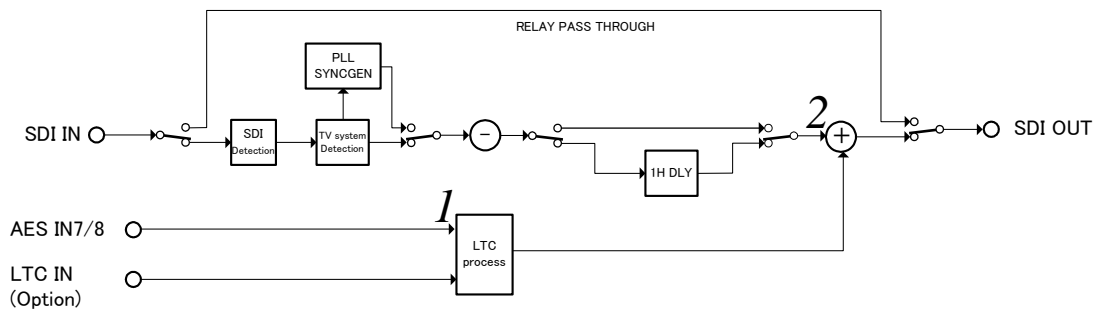 RELAY PASS THROUGH
PLL
SYNCGEN
2
SDI IN
SDI
Detection
TV system
Detection
-
+
SDI OUT
1H DLY
1
AES IN7/8
LTC
process
LTC IN
(Option)